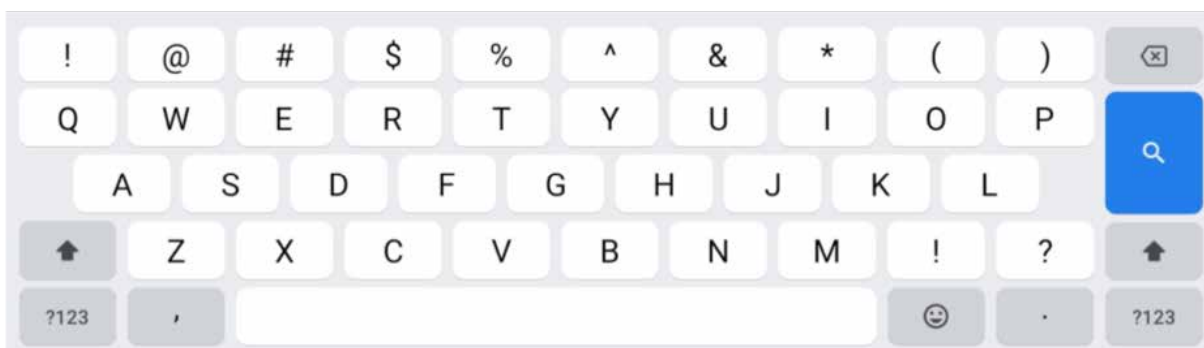 ! @ # $ % ^ & * ( )
Q W E R T Y U I O P
A S D F G H J K L
Z X C V B N M ! ?
?123 , . ?123